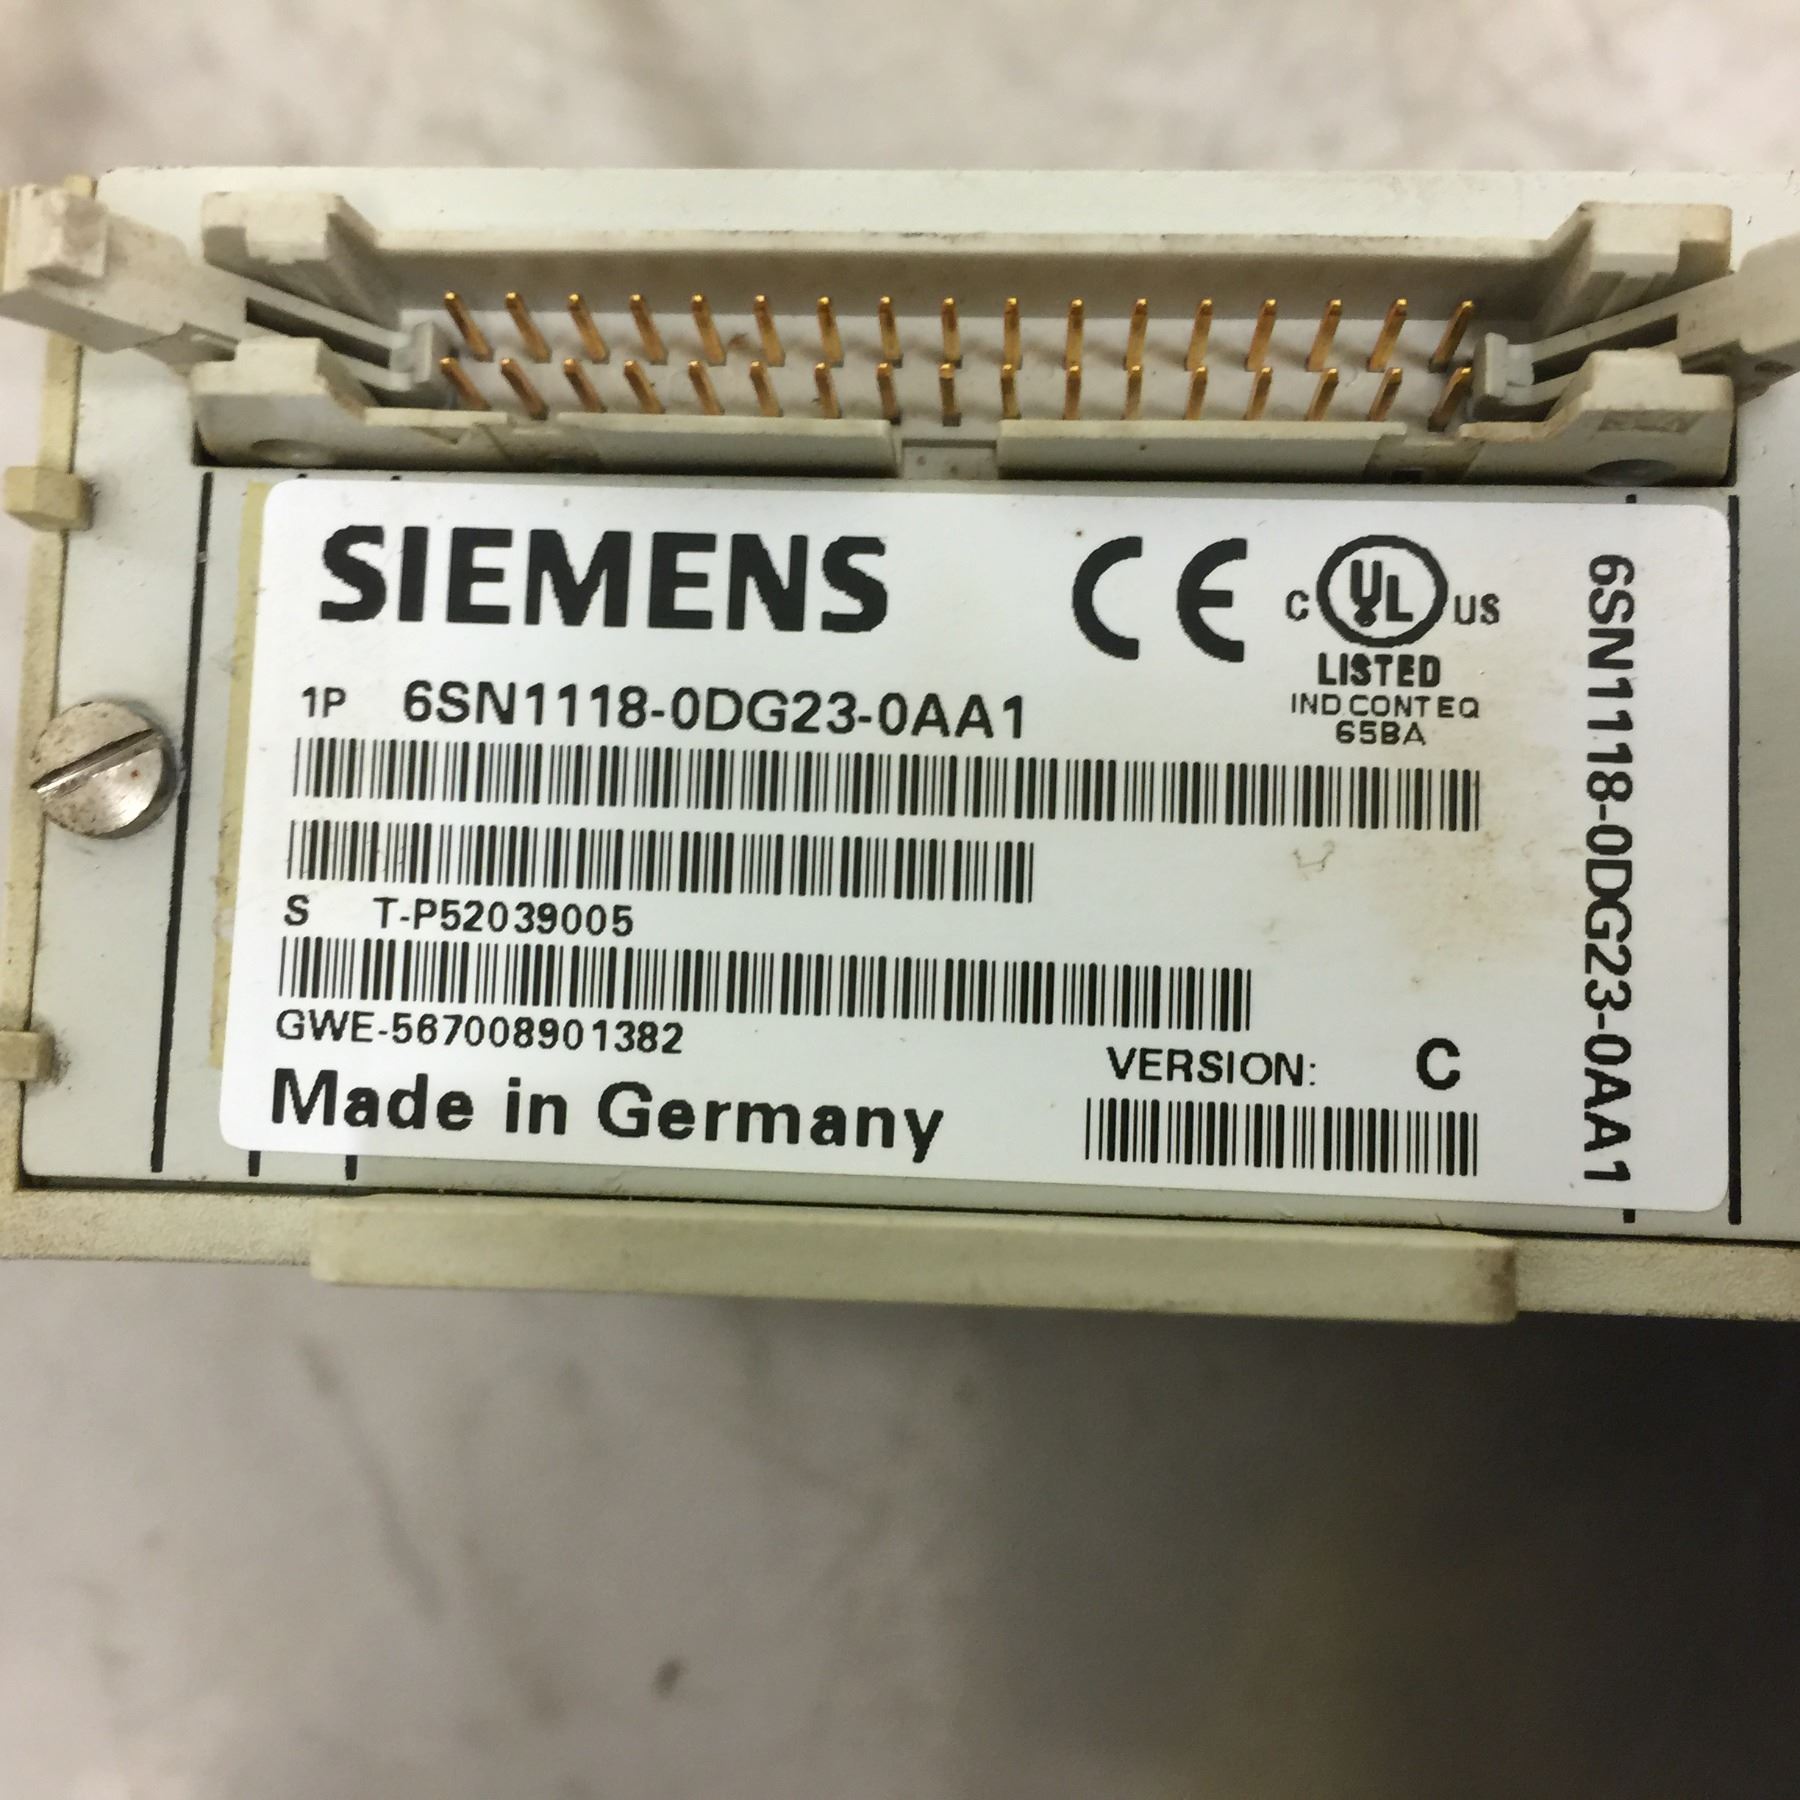 SIEMENS
CE
C UL US
LISTED
IND CONT EQ
65BA
1P 6SN1118-0DG23-0AA1
S T-P52039005
GWE-567008901382
VERSION: C
Made in Germany
6SN1118-0DG23-0AA1